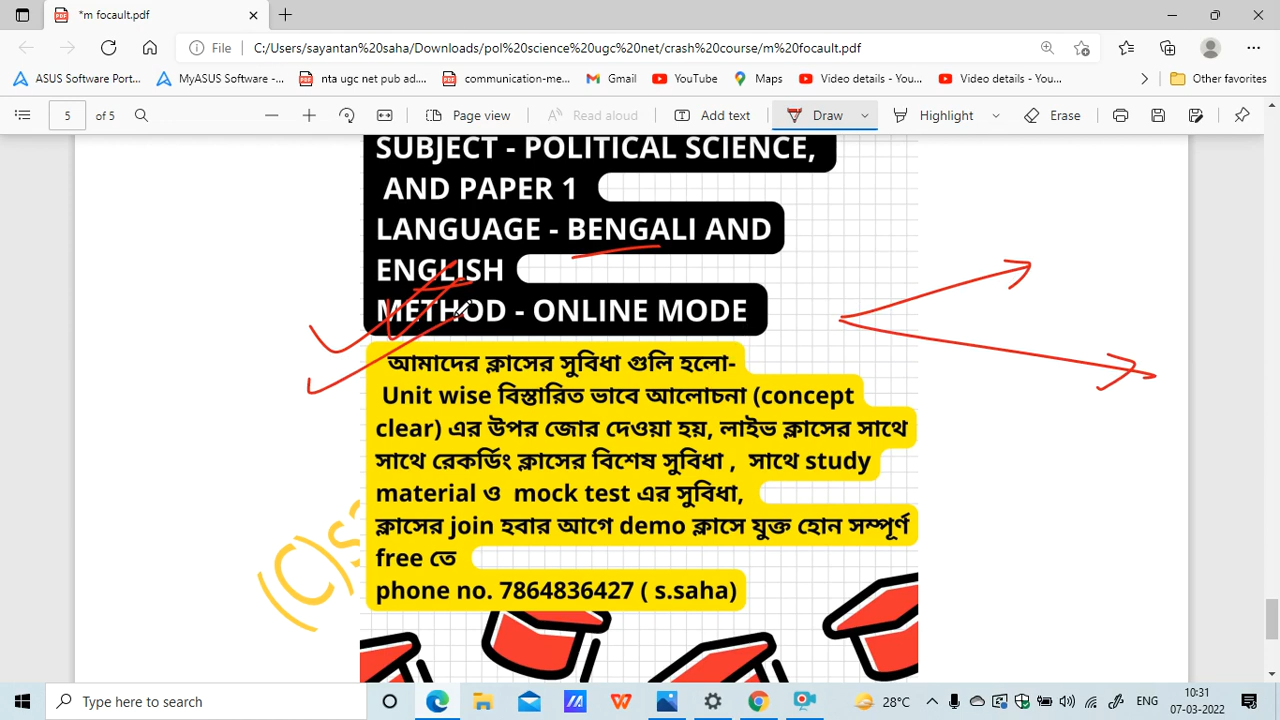 *m focault.pdf
File
C:/Users/sayantan%20saha/Downloads/pol%20science%20ugc%20net/crash%20course/m%20focault.pdf
ASUS Software Port...
MyASUS Software -...
nta ugc net pub ad...
communication-me...
Gmail
YouTube
Maps
Video details - You...
Video details - You...
Other favorites
5 of 5
Page view
Read aloud
Add text
Draw
Highlight
Erase
SUBJECT - POLITICAL SCIENCE,
AND PAPER 1
LANGUAGE - BENGALI AND
ENGLISH
METHOD - ONLINE MODE
আমাদের ক্লাসের সুবিধা গুলি হলো-
Unit wise বিস্তারিত ভাবে আলোচনা (concept
clear) এর উপর জোর দেওয়া হয়, লাইভ ক্লাসের সাথে
সাথে রেকর্ডিং ক্লাসের বিশেষ সুবিধা , সাথে study
material ও mock test এর সুবিধা,
ক্লাসের join হবার আগে demo ক্লাসে যুক্ত হোন সম্পূর্ণ
free তে
phone no. 7864836427 ( s.saha)
Type here to search
28°C
ENG
10:31
07-03-2022